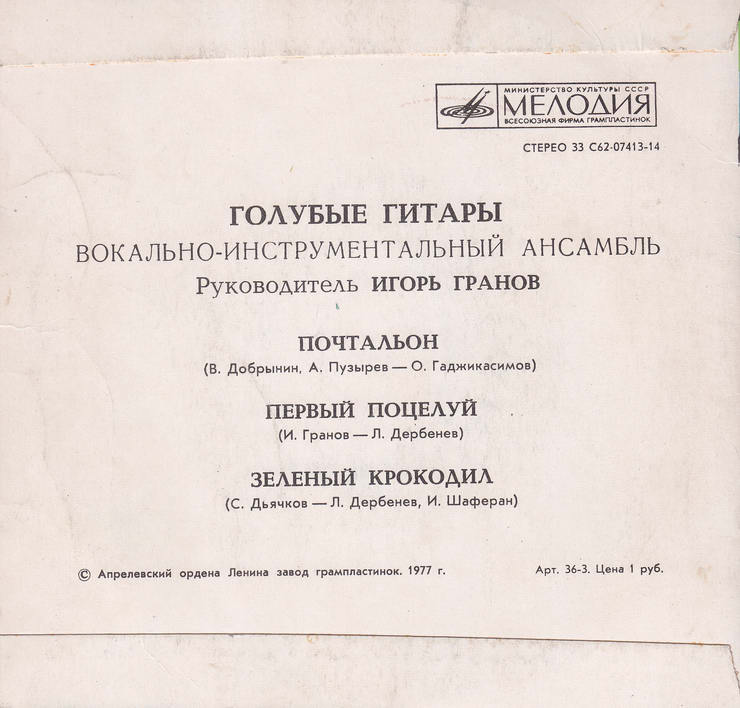 МИНИСТЕРСТВО КУЛЬТУРЫ СССР
МЕЛОДИЯ
ВСЕСОЮЗНАЯ ФИРМА ГРАМПЛАСТИНОК
СТЕРЕО 33 С62-07413-14
ГОЛУБЫЕ ГИТАРЫ
ВОКАЛЬНО-ИНСТРУМЕНТАЛЬНЫЙ АНСАМБЛЬ
Руководитель ИГОРЬ ГРАНОВ
ПОЧТАЛЬОН
(В. Добрынин, А. Пузырев — О. Гаджикасимов)
ПЕРВЫЙ ПОЦЕЛУЙ
(И. Гранов — Л. Дербенев)
ЗЕЛЕНЫЙ КРОКОДИЛ
(С. Дьячков — Л. Дербенев, И. Шаферан)
© Апрелевский ордена Ленина завод грампластинок. 1977 г. Арт. 36-3. Цена 1 руб.